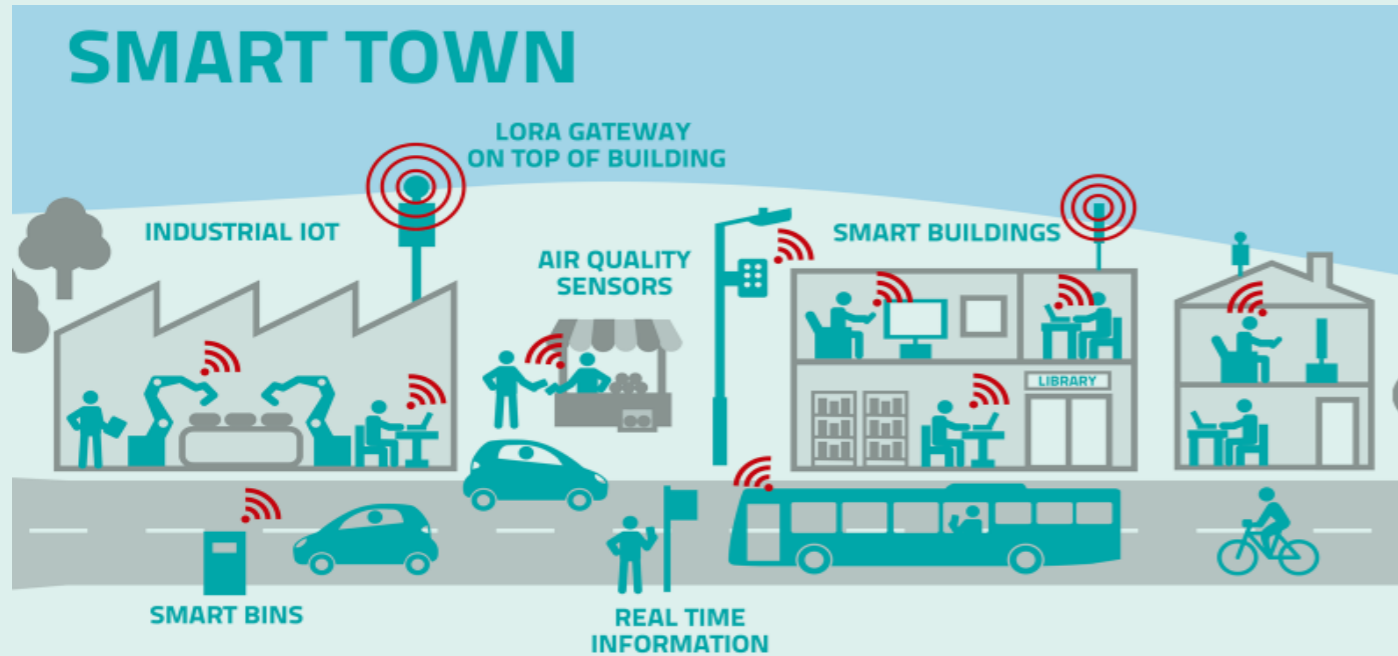 SMART TOWN
LORA GATEWAY
ON TOP OF BUILDING
INDUSTRIAL IOT
AIR QUALITY
SENSORS
SMART BUILDINGS
LIBRARY
SMART BINS
REAL TIME
INFORMATION